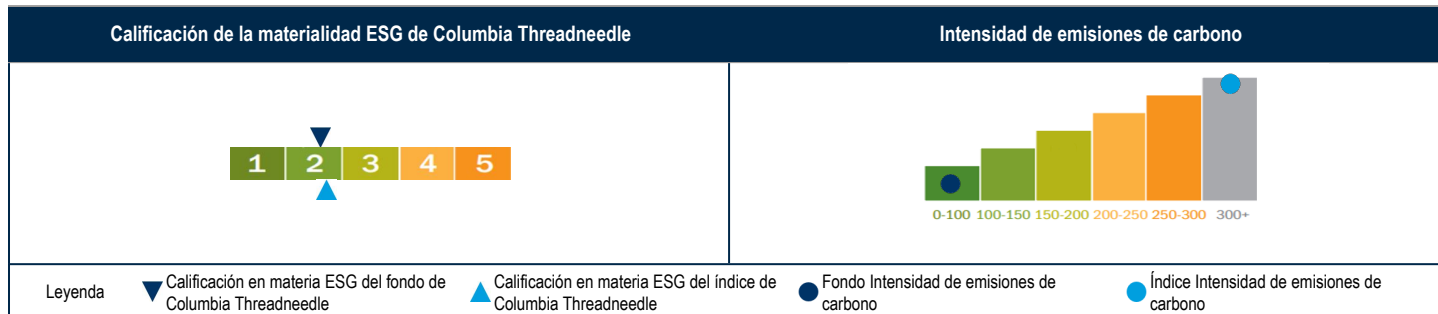 Calificación de la materialidad ESG de Columbia Threadneedle
Intensidad de emisiones de carbono
1 2 3 4 5
0-100 100-150 150-200 200-250 250-300 300+
Leyenda
Calificación en materia ESG del fondo de
Columbia Threadneedle
Calificación en materia ESG del índice de
Columbia Threadneedle
Fondo Intensidad de emisiones de
carbono
Índice Intensidad de emisiones de
carbono